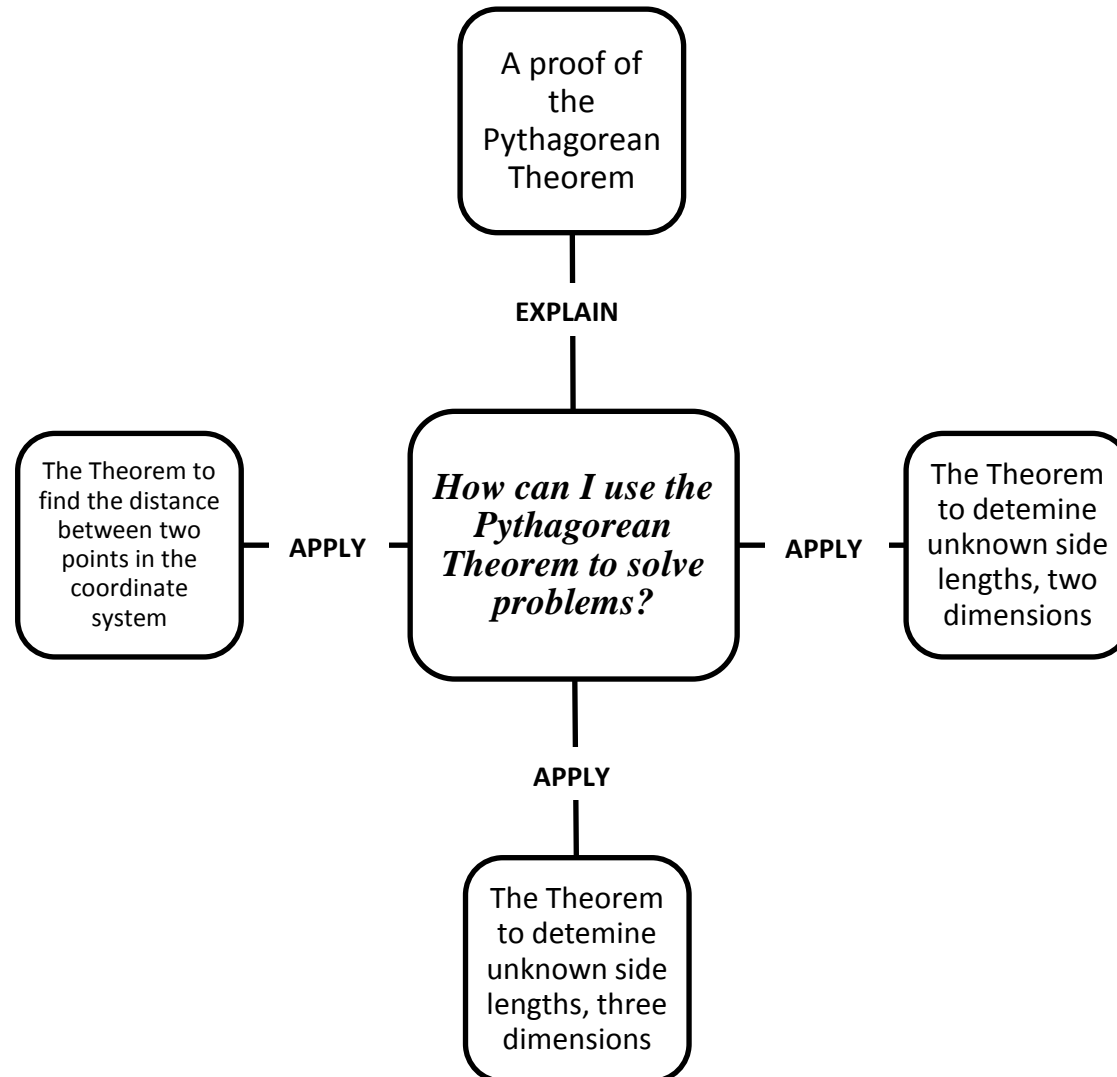 A proof of
the
Pythagorean
Theorem
EXPLAIN
The Theorem to
find the distance
between two
points in the
coordinate
system
APPLY
How can I use the
Pythagorean
Theorem to solve
problems?
APPLY
The Theorem
to detemine
unknown side
lengths, two
dimensions
APPLY
The Theorem
to detemine
unknown side
lengths, three
dimensions